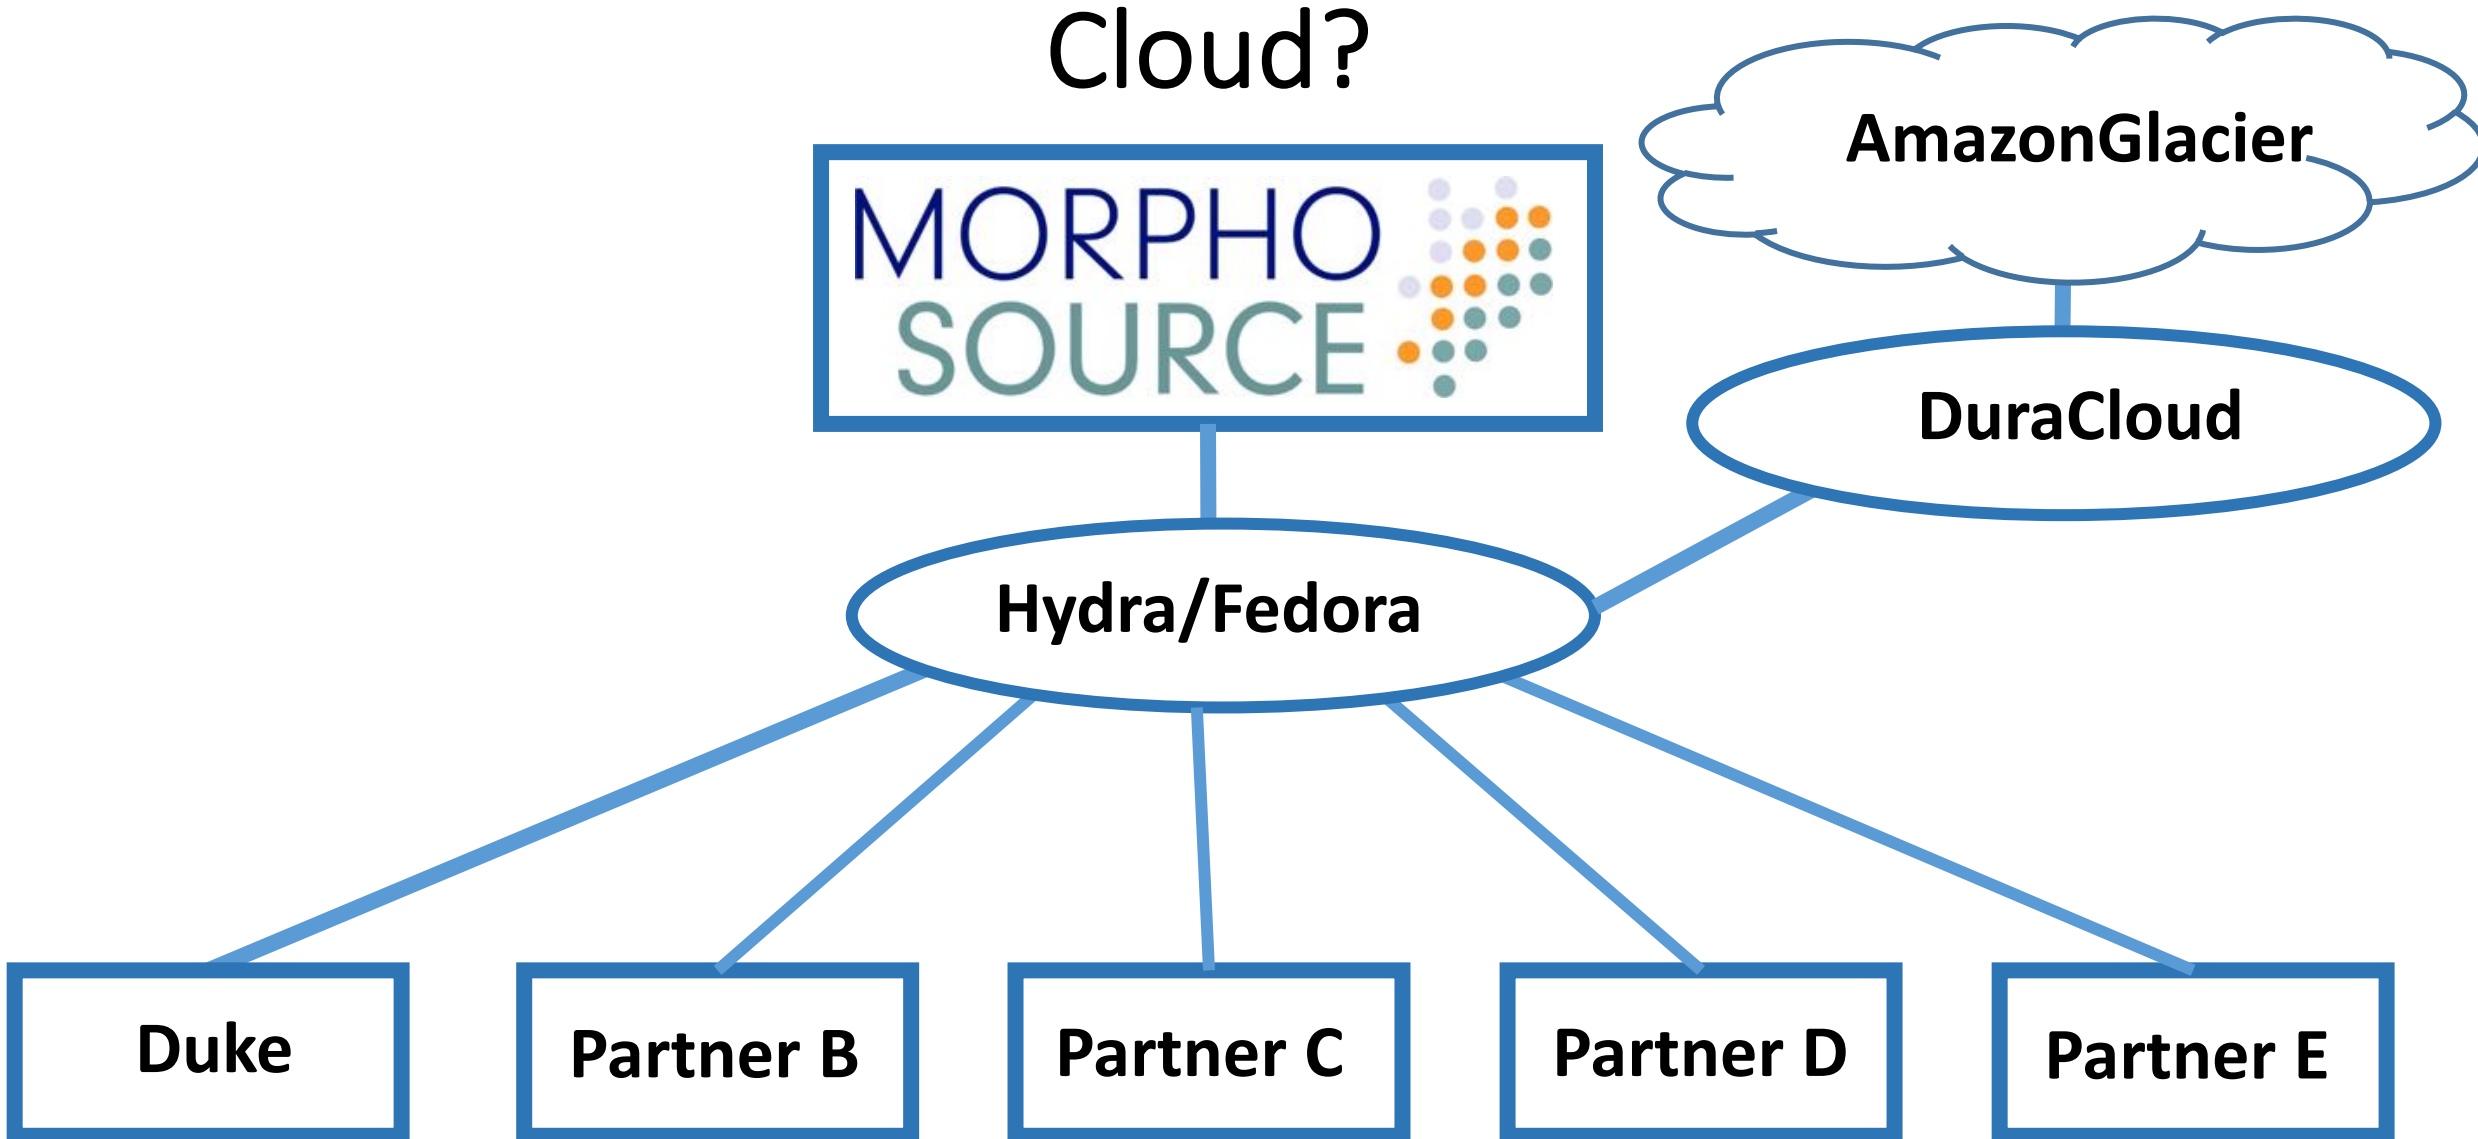 Cloud?
AmazonGlacier
MORPHO
SOURCE
DuraCloud
Hydra/Fedora
Duke
Partner B
Partner C
Partner D
Partner E